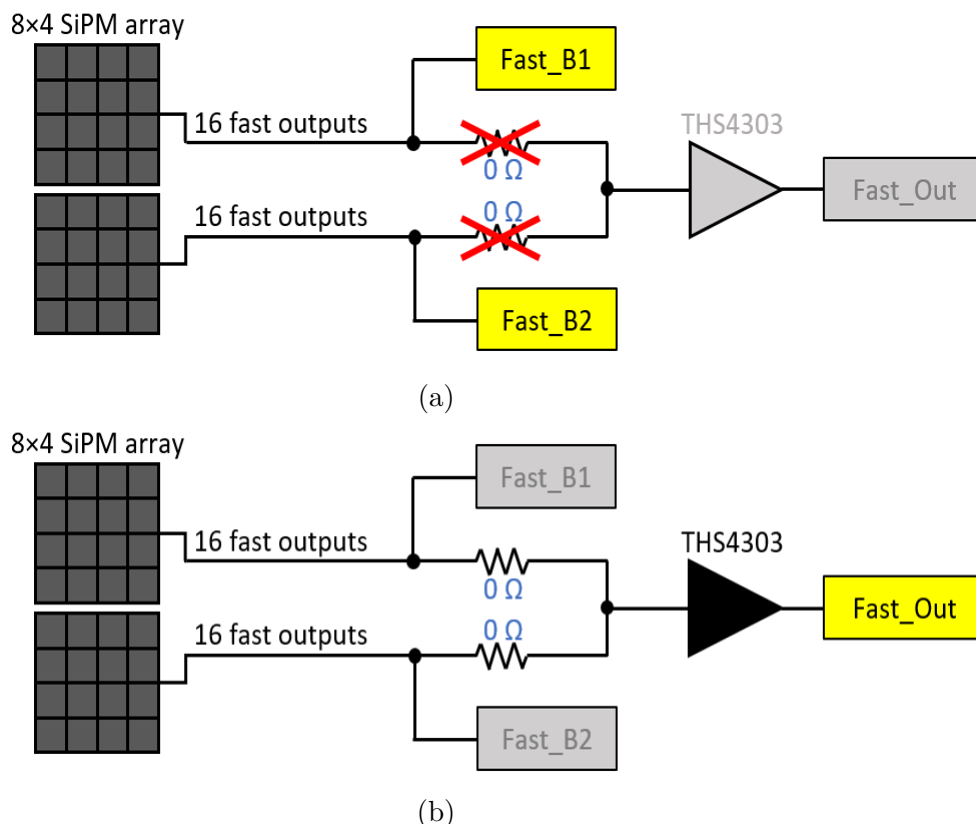 8×4 SiPM array
Fast_B1
16 fast outputs
THS4303
0 Ω
Fast_Out
0 Ω
16 fast outputs
Fast_B2
(a)
8×4 SiPM array
Fast_B1
16 fast outputs
THS4303
0 Ω
Fast_Out
0 Ω
16 fast outputs
Fast_B2
(b)